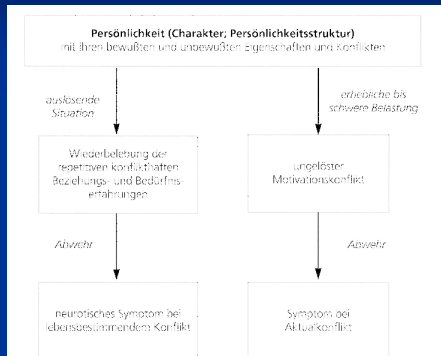 Persönlichkeit (Charakter; Persönlichkeitsstruktur)
mit ihren bewußten und unbewußten Eigenschaften und Konflikten
auslösende
Situation
erhebliche bis
schwere Belastung
Wiederbelebung der
repetitiven konflikthaften
Beziehungs- und Bedürfnis-
erfahrungen
ungelöster
Motivationskonflikt
Abwehr
Abwehr
neurotisches Symptom bei
lebensbestimmendem Konflikt
Symptom bei
Aktualkonflikt